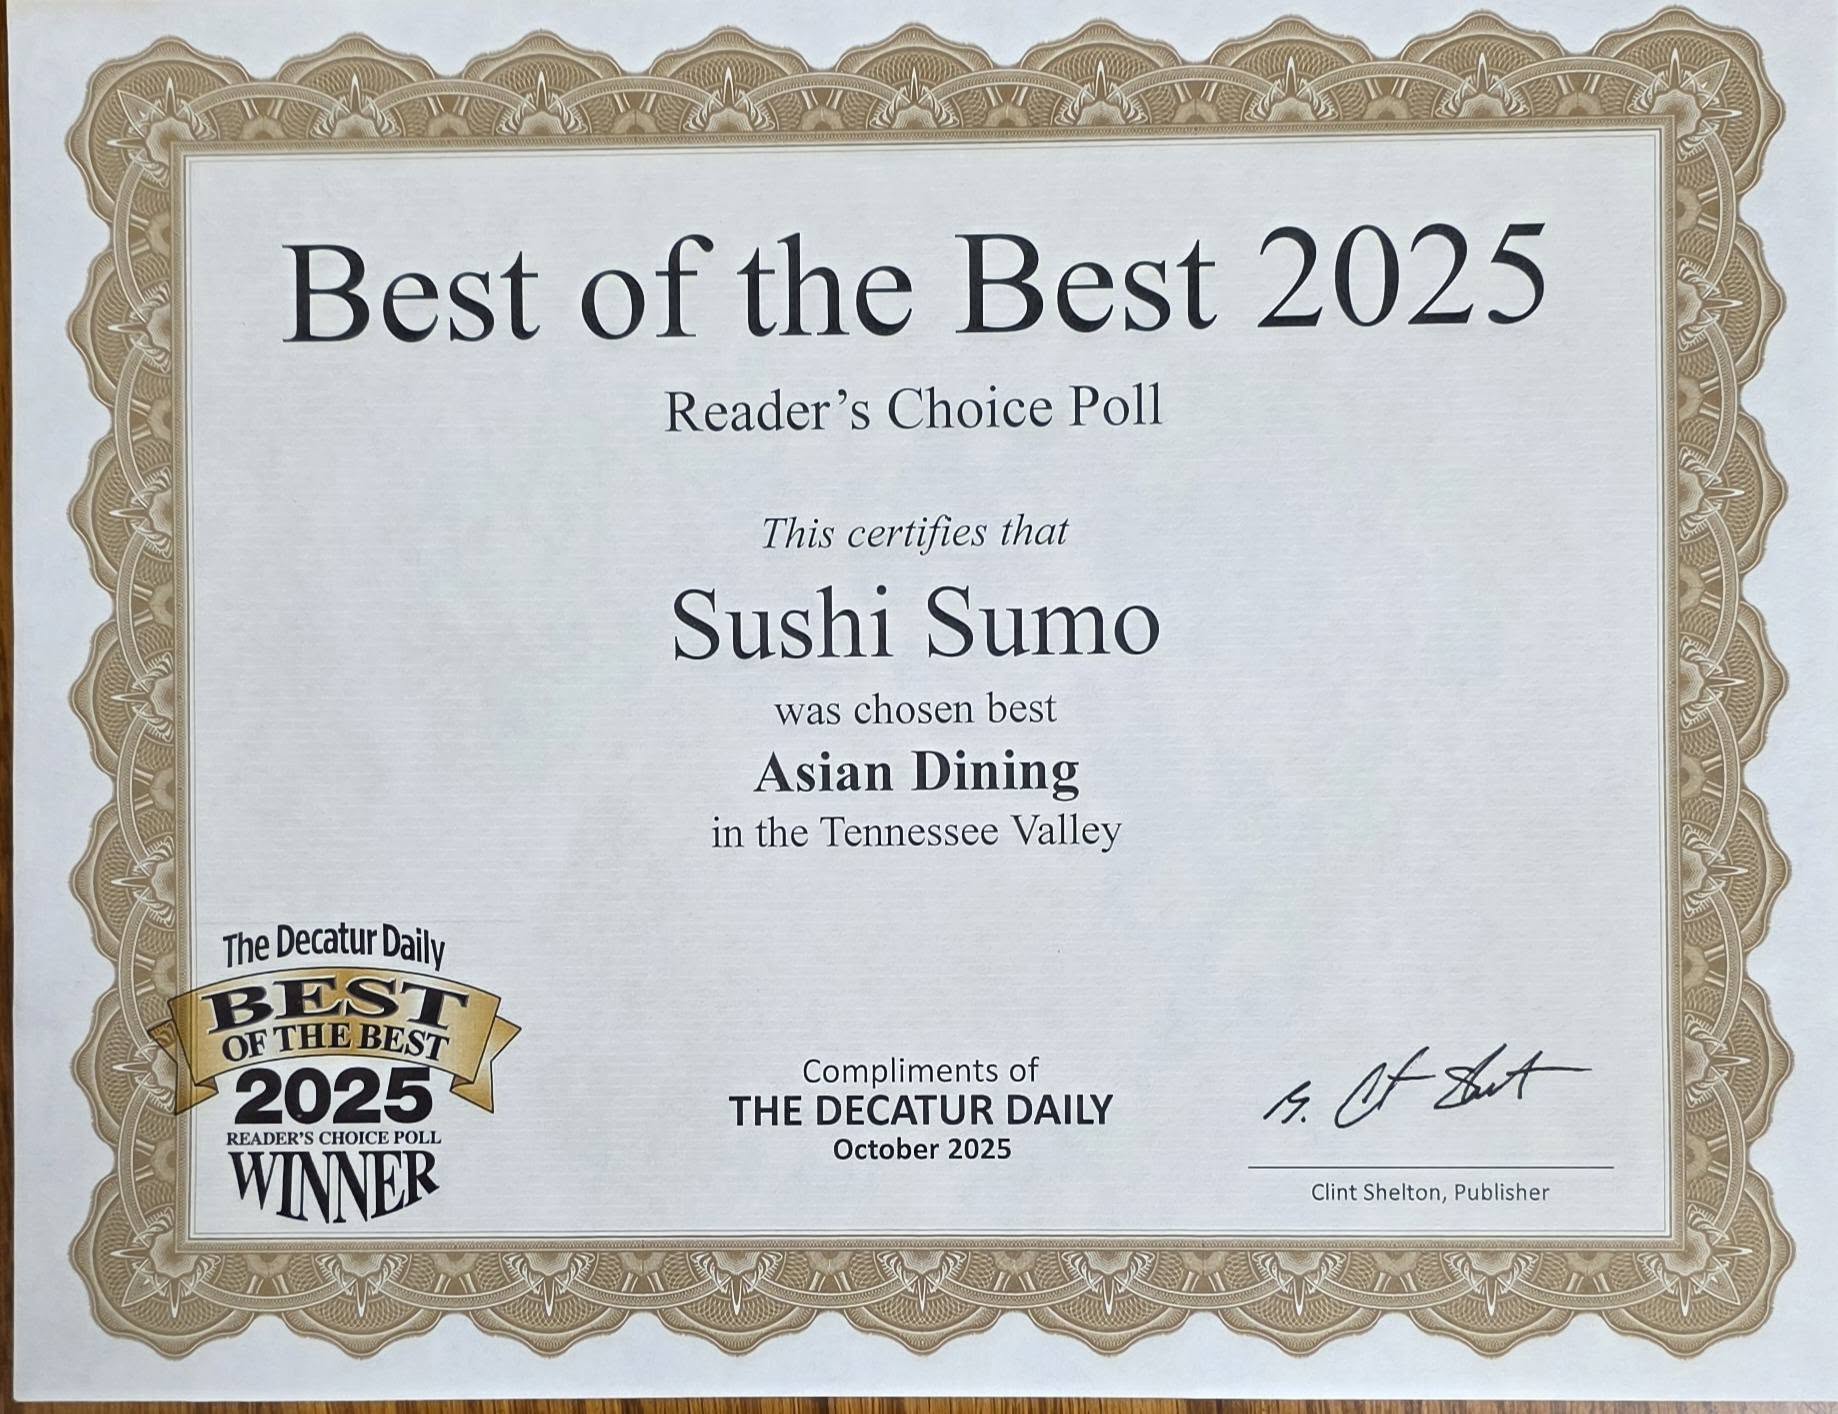 Best of the Best 2025
Reader's Choice Poll
This certifies that
Sushi Sumo
was chosen best
Asian Dining
in the Tennessee Valley
The Decatur Daily
BEST
OF THE BEST
2025
READER'S CHOICE POLL
WINNER
Compliments of
THE DECATUR DAILY
October 2025
Clint Shelton, Publisher